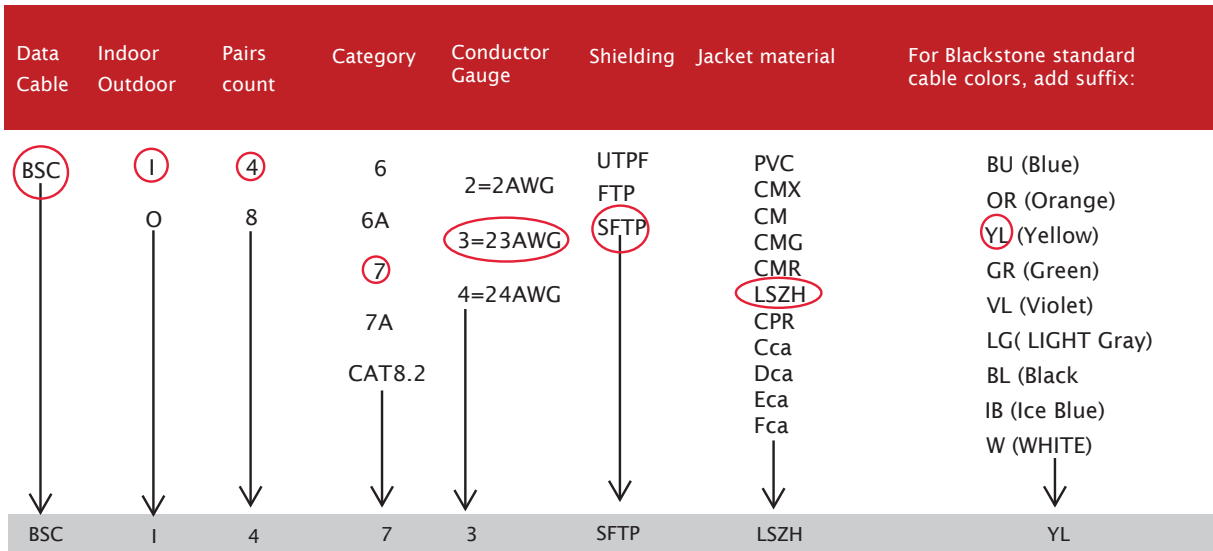 Data Cable
Indoor Outdoor
Pairs count
Category
Conductor Gauge
Shielding
Jacket material
For Blackstone standard
cable colors, add suffix:
BSC
I
O
4
8
6
6A
7
7A
CAT8.2
2=2AWG
3=23AWG
4=24AWG
UTPF
FTP
SFTP
PVC
CMX
CM
CMG
CMR
LSZH
CPR
Cca
Dca
Eca
Fca
BU (Blue)
OR (Orange)
YL (Yellow)
GR (Green)
VL (Violet)
LG( LIGHT Gray)
BL (Black
IB (Ice Blue)
W (WHITE)
BSC I 4 7 3 SFTP LSZH YL